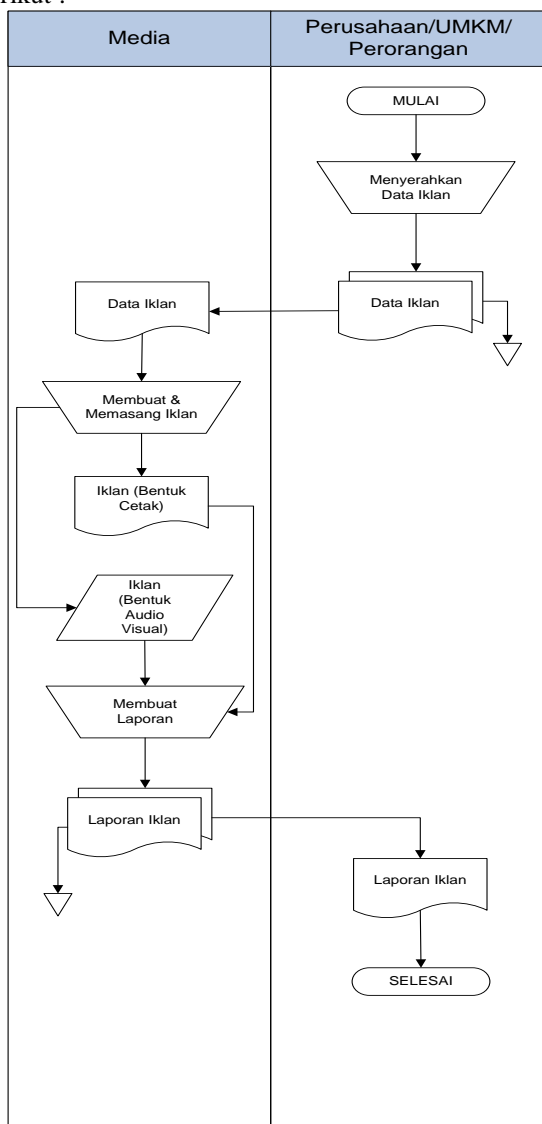 Media
Perusahaan/UMKM/
Perorangan
MULAI
Menyerahkan
Data Iklan
Data Iklan
Data Iklan
Membuat &
Memasang Iklan
Iklan (Bentuk
Cetak)
Iklan
(Bentuk
Audio
Visual)
Membuat
Laporan
Laporan Iklan
Laporan Iklan
SELESAI